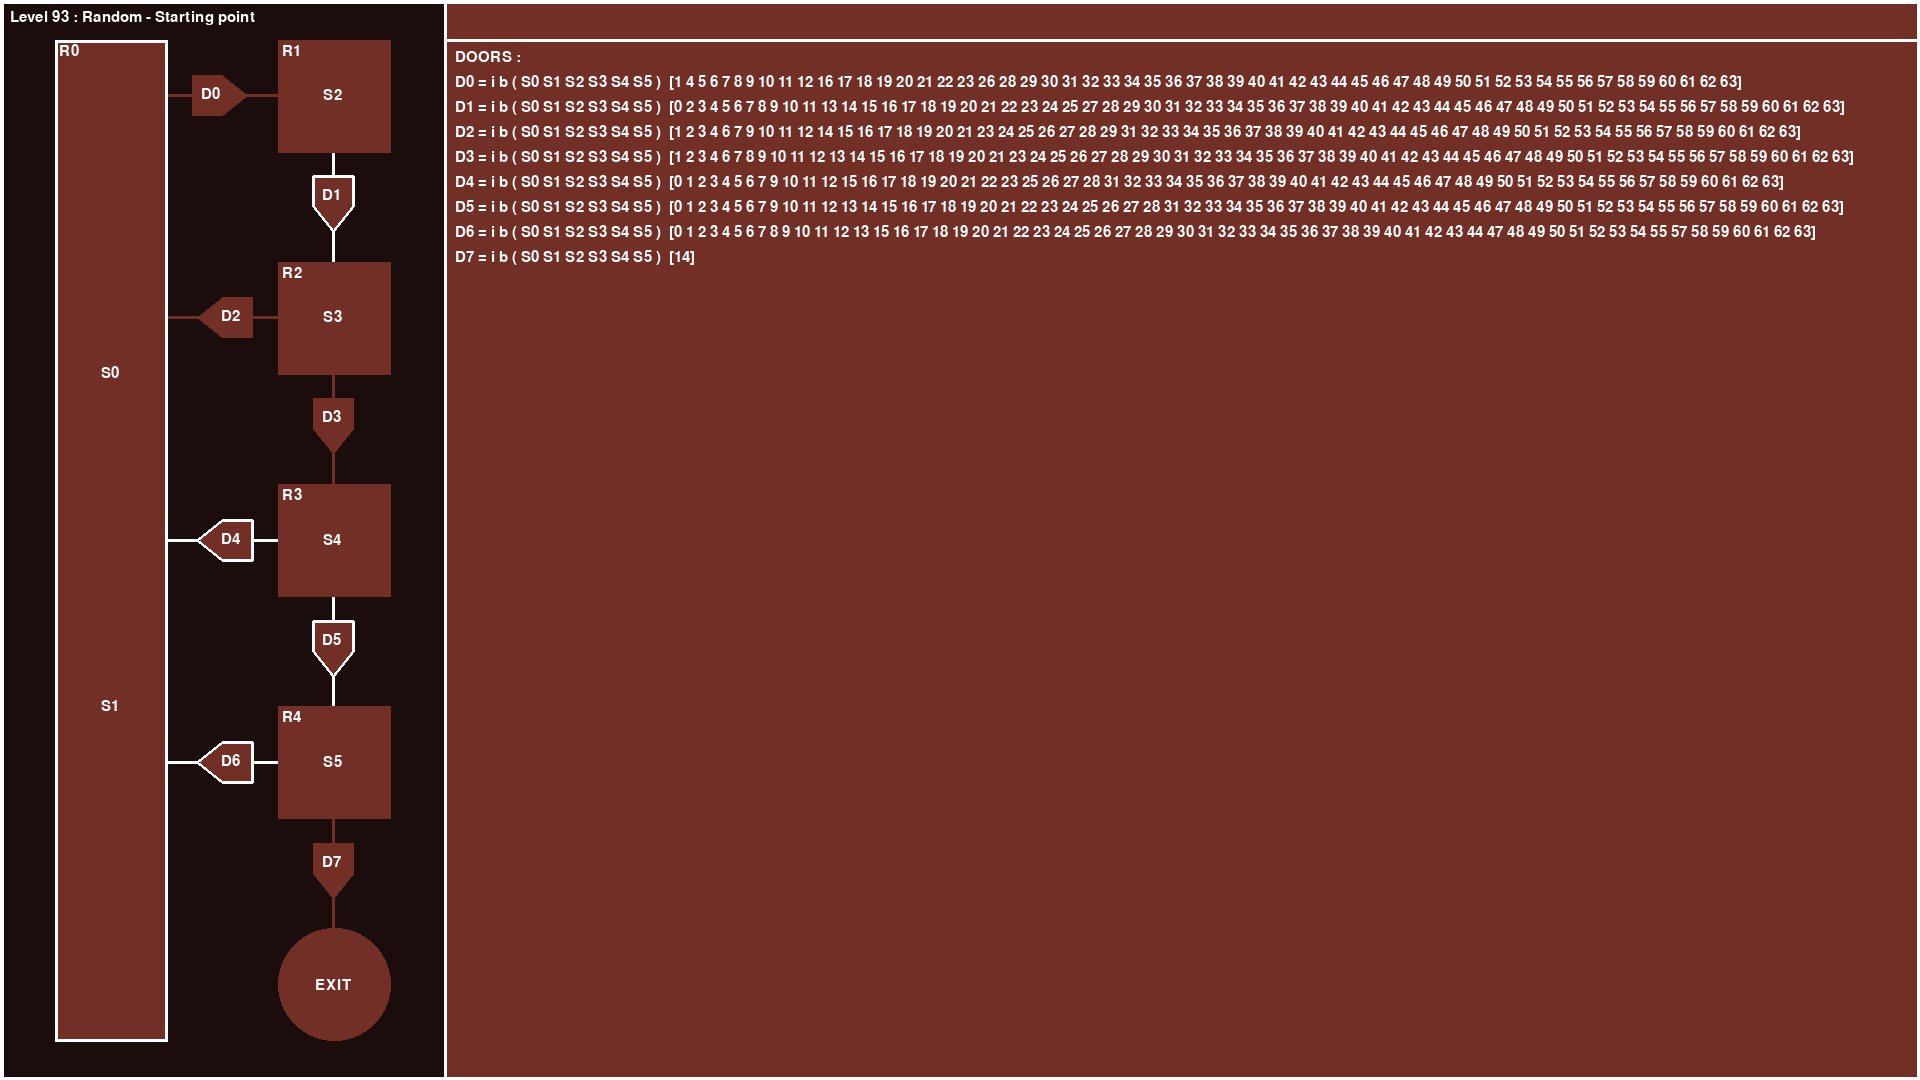 Level 93 : Random - Starting point
R0
R1
D0
S2
D1
R2
D2
S3
S0
D3
R3
D4
S4
D5
S1
R4
D6
S5
D7
EXIT
DOORS :
D0 = i b ( S0 S1 S2 S3 S4 S5 ) [1 4 5 6 7 8 9 10 11 12 16 17 18 19 20 21 22 23 26 28 29 30 31 32 33 34 35 36 37 38 39 40 41 42 43 44 45 46 47 48 49 50 51 52 53 54 55 56 57 58 59 60 61 62 63]
D1 = i b ( S0 S1 S2 S3 S4 S5 ) [0 2 3 4 5 6 7 8 9 10 11 13 14 15 16 17 18 19 20 21 22 23 24 25 27 28 29 30 31 32 33 34 35 36 37 38 39 40 41 42 43 44 45 46 47 48 49 50 51 52 53 54 55 56 57 58 59 60 61 62 63]
D2 = i b ( S0 S1 S2 S3 S4 S5 ) [1 2 3 4 6 7 9 10 11 12 14 15 16 17 18 19 20 21 23 24 25 26 27 28 29 31 32 33 34 35 36 37 38 39 40 41 42 43 44 45 46 47 48 49 50 51 52 53 54 55 56 57 58 59 60 61 62 63]
D3 = i b ( S0 S1 S2 S3 S4 S5 ) [1 2 3 4 6 7 8 9 10 11 12 13 14 15 16 17 18 19 20 21 23 24 25 26 27 28 29 30 31 32 33 34 35 36 37 38 39 40 41 42 43 44 45 46 47 48 49 50 51 52 53 54 55 56 57 58 59 60 61 62 63]
D4 = i b ( S0 S1 S2 S3 S4 S5 ) [0 1 2 3 4 5 6 7 9 10 11 12 15 16 17 18 19 20 21 22 23 25 26 27 28 31 32 33 34 35 36 37 38 39 40 41 42 43 44 45 46 47 48 49 50 51 52 53 54 55 56 57 58 59 60 61 62 63]
D5 = i b ( S0 S1 S2 S3 S4 S5 ) [0 1 2 3 4 5 6 7 9 10 11 12 13 14 15 16 17 18 19 20 21 22 23 24 25 26 27 28 31 32 33 34 35 36 37 38 39 40 41 42 43 44 45 46 47 48 49 50 51 52 53 54 55 56 57 58 59 60 61 62 63]
D6 = i b ( S0 S1 S2 S3 S4 S5 ) [0 1 2 3 4 5 6 7 8 9 10 11 12 13 15 16 17 18 19 20 21 22 23 24 25 26 27 28 29 30 31 32 33 34 35 36 37 38 39 40 41 42 43 44 47 48 49 50 51 52 53 54 55 57 58 59 60 61 62 63]
D7 = i b ( S0 S1 S2 S3 S4 S5 ) [14]